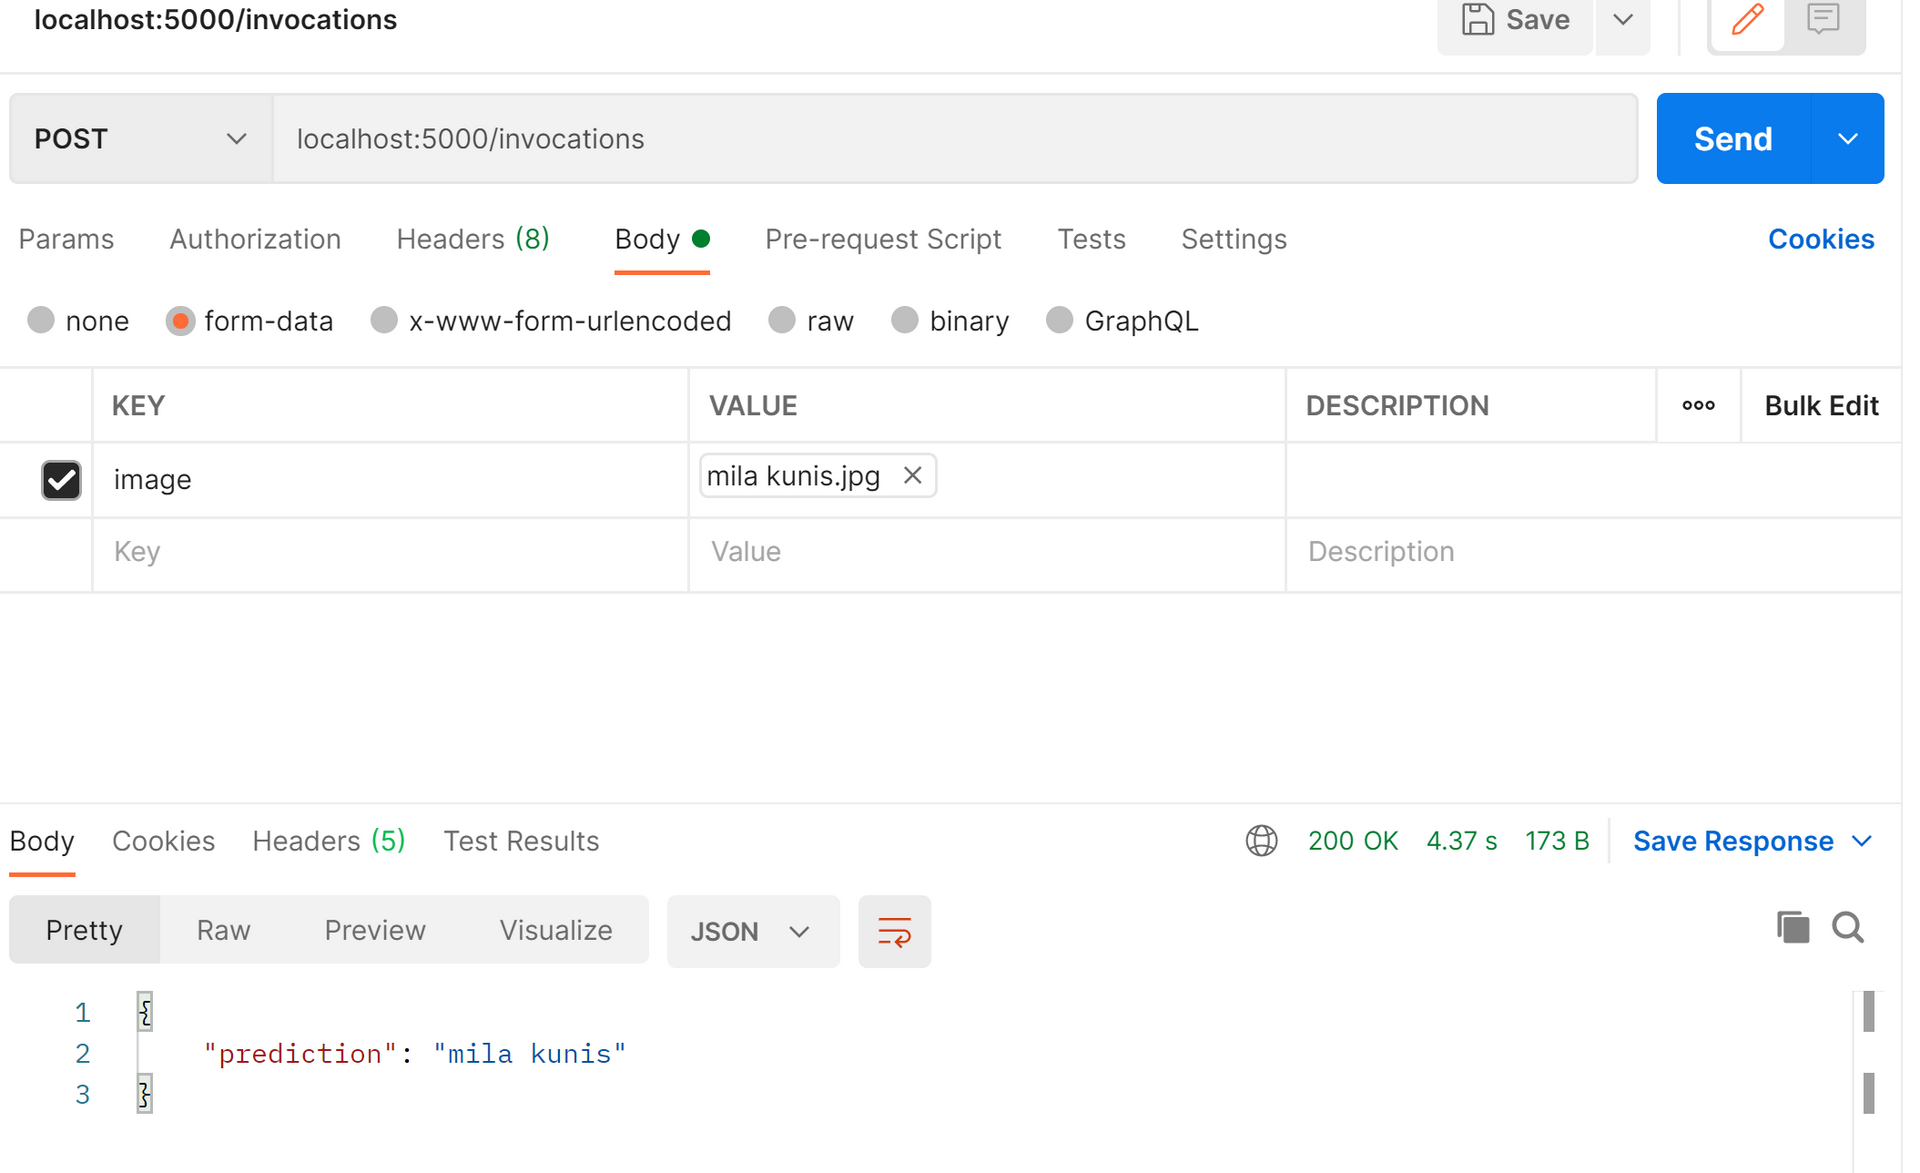 localhost:5000/invocations
Save
POST
localhost:5000/invocations
Send
Params Authorization Headers (8) Body Pre-request Script Tests Settings Cookies
none form-data x-www-form-urlencoded raw binary GraphQL
KEY VALUE DESCRIPTION ooo Bulk Edit
image mila kunis.jpg
Key Value Description
Body Cookies Headers (5) Test Results 200 OK 4.37 s 173 B Save Response
Pretty Raw Preview Visualize JSON
1 {
2 "prediction": "mila kunis"
3 }